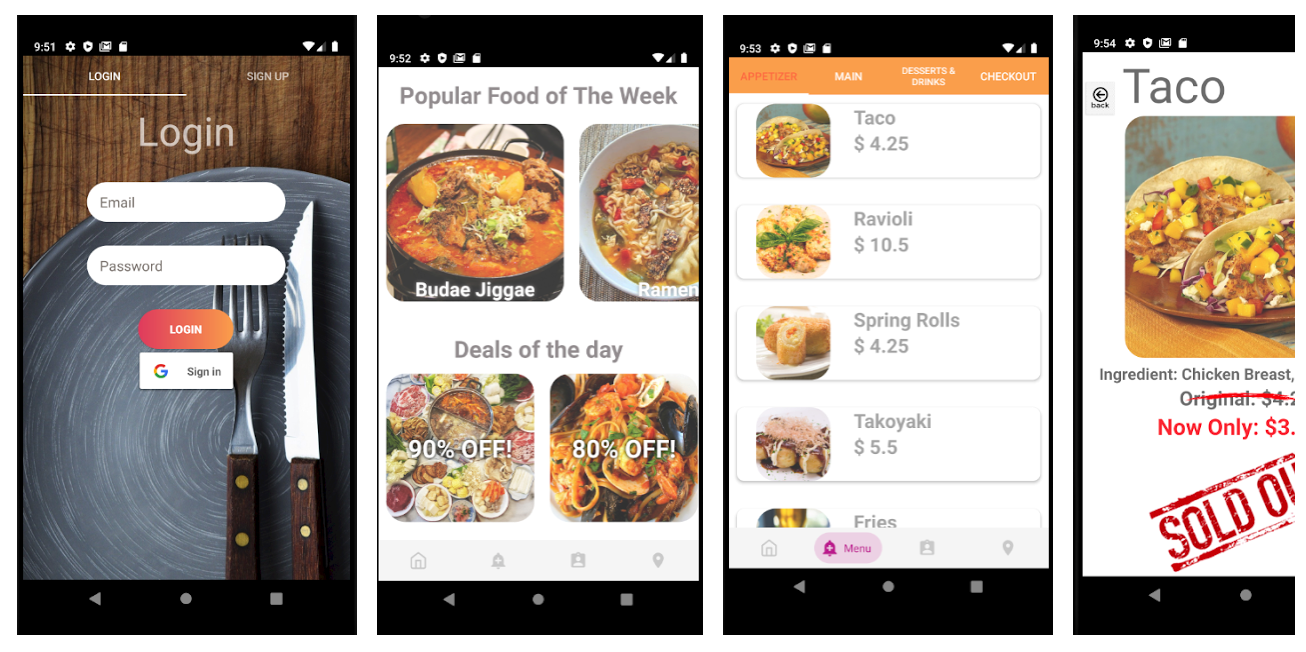 9:51
LOGIN
SIGN UP
Login
Email
Password
LOGIN
G Sign in
9:52
Popular Food of The Week
Budae Jiggae
Ramen
Deals of the day
90% OFF!
80% OFF!
9:53
APPETIZER
MAIN
DESSERTS &
DRINKS
CHECKOUT
Taco
$ 4.25
Ravioli
$ 10.5
Spring Rolls
$ 4.25
Takoyaki
$ 5.5
Fries
Menu
9:54
back
Taco
Ingredient: Chicken Breast,
Original: $4.2
Now Only: $3.
SOLD OU